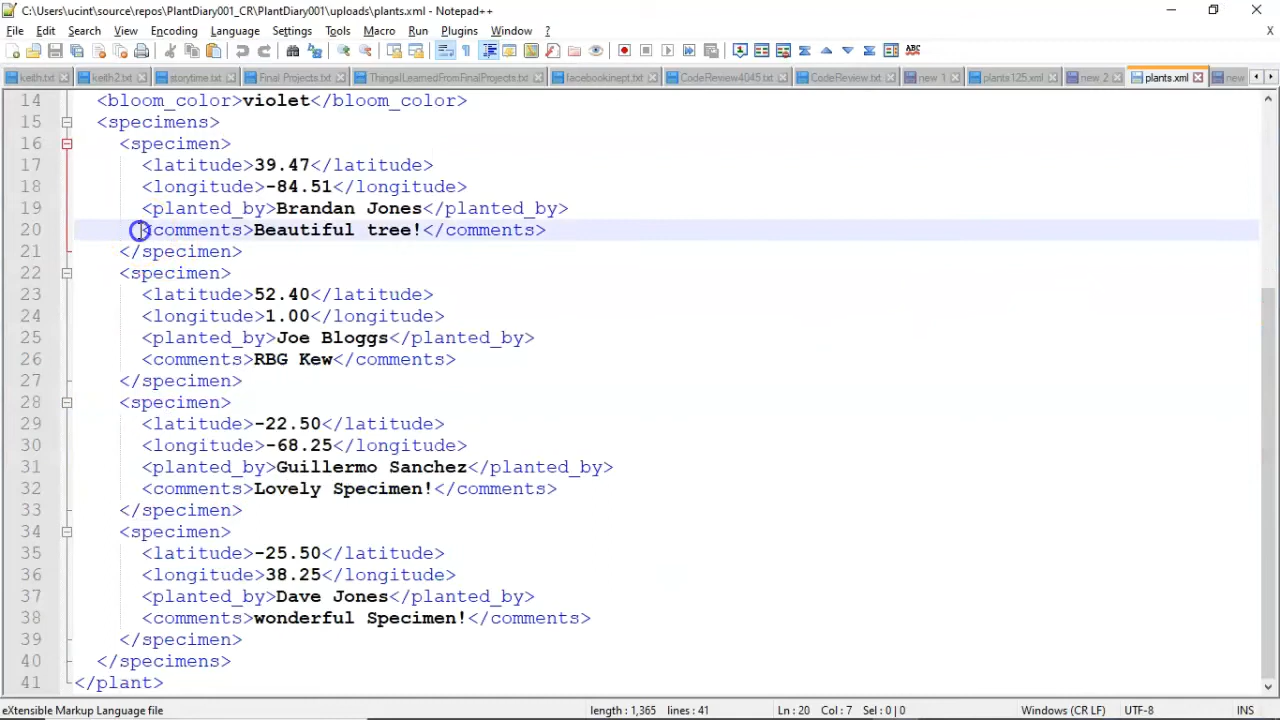 C:\Users\ucint\source\repos\PlantDiary001_CR\PlantDiary001\uploads\plants.xml - Notepad++
File Edit Search View Encoding Language Settings Tools Macro Run Plugins Window ?
X
keith.txt keith2.txt storytime.txt Final Projects.txt ThingsILearnedFromFinalProjects.txt facebookinept.txt CodeReview4045.txt CodeReview.txt new 1 plants125.xml new 2 plants.xml new
14 <bloom_color>violet</bloom_color>
15 <specimens>
16 <specimen>
17 <latitude>39.47</latitude>
18 <longitude>-84.51</longitude>
19 <planted_by>Brandan Jones</planted_by>
20 <comments>Beautiful tree!</comments>
21 </specimen>
22 <specimen>
23 <latitude>52.40</latitude>
24 <longitude>1.00</longitude>
25 <planted_by>Joe Bloggs</planted_by>
26 <comments>RBG Kew</comments>
27 </specimen>
28 <specimen>
29 <latitude>-22.50</latitude>
30 <longitude>-68.25</longitude>
31 <planted_by>Guillermo Sanchez</planted_by>
32 <comments>Lovely Specimen!</comments>
33 </specimen>
34 <specimen>
35 <latitude>-25.50</latitude>
36 <longitude>38.25</longitude>
37 <planted_by>Dave Jones</planted_by>
38 <comments>wonderful Specimen!</comments>
39 </specimen>
40 </specimens>
41 </plant>
eXtensible Markup Language file length : 1,365 lines : 41 Ln : 20 Col : 7 Sel : 0 | 0 Windows (CR LF) UTF-8 INS